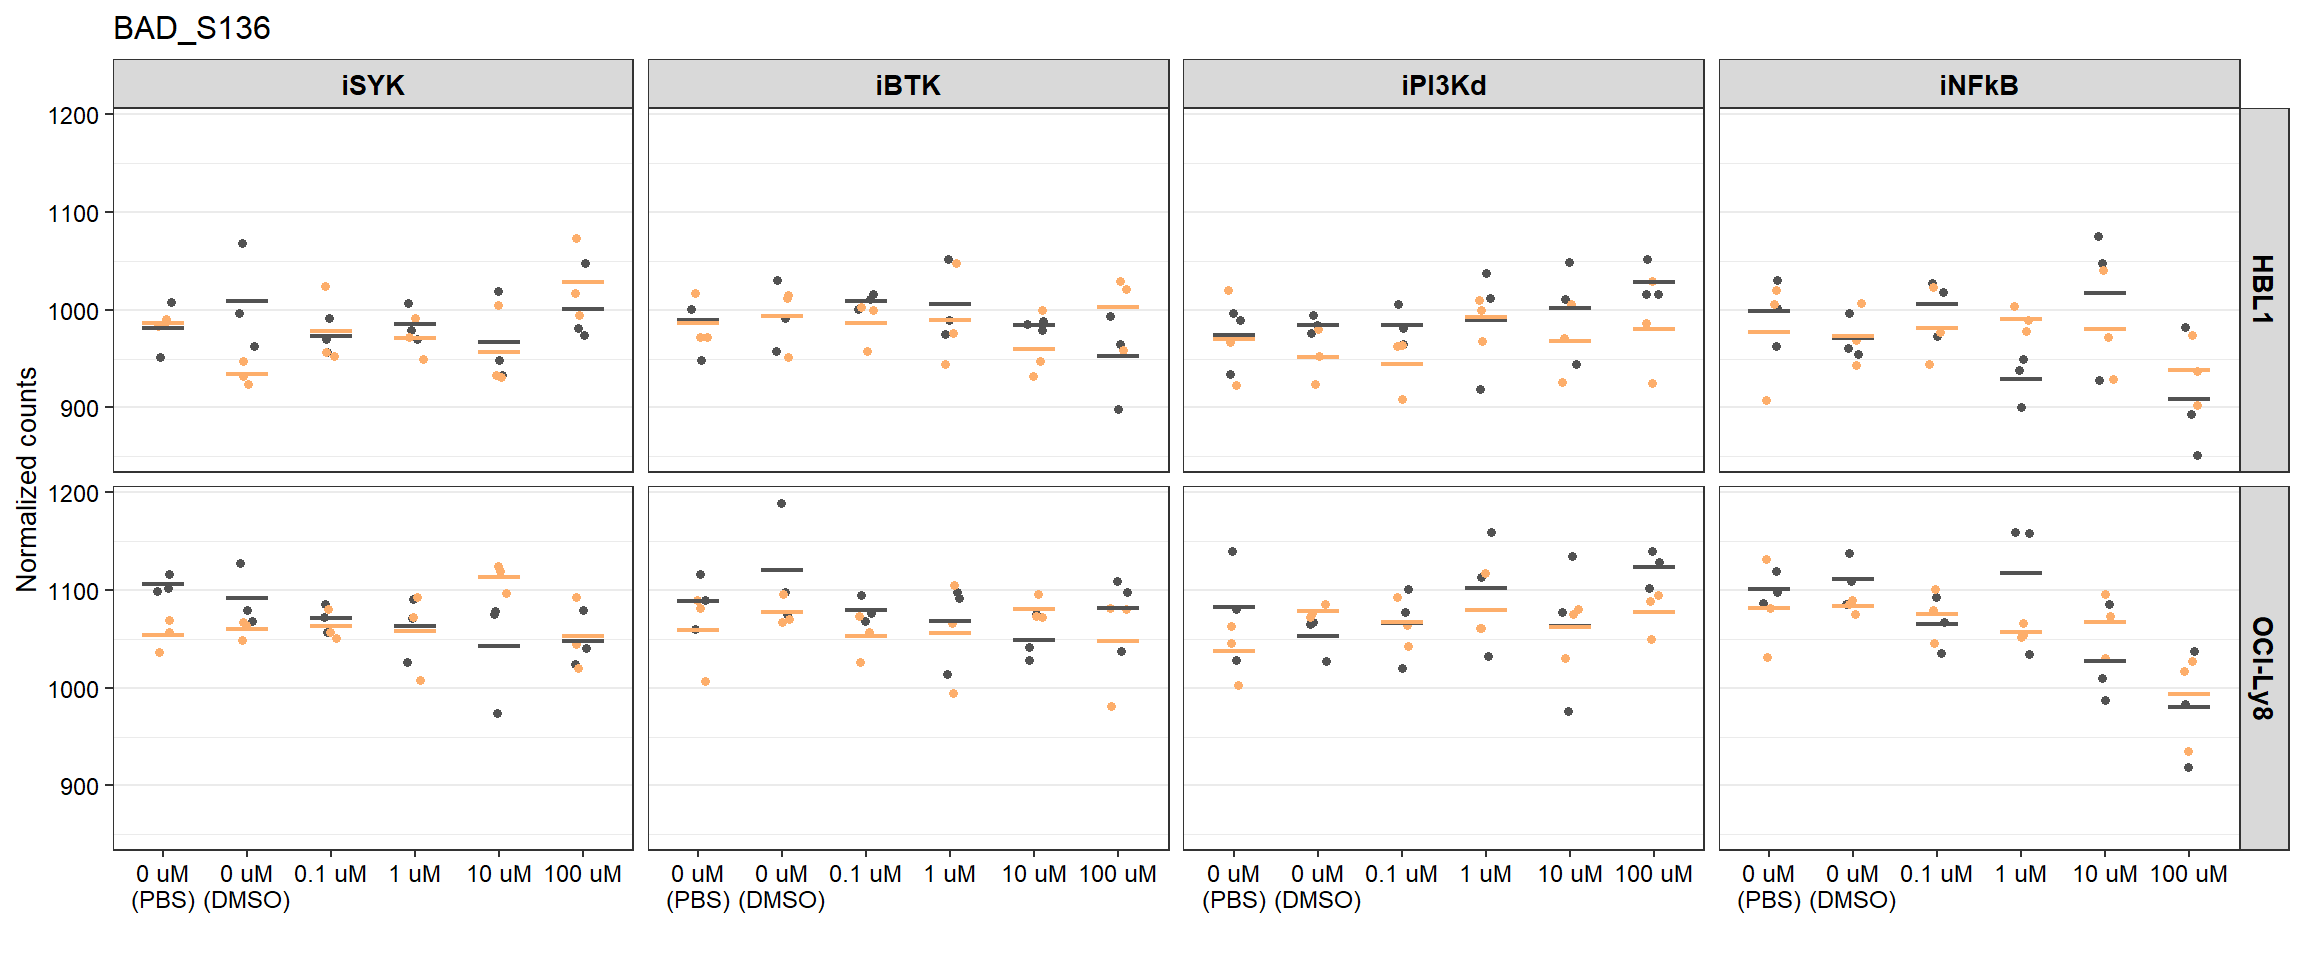 BAD_S136
iSYK iBTK iPI3Kd iNFkB
1200
1100
1000
900
HBL1
Normalized counts
1200
1100
1000
900
OCI-Ly8
0 uM 0 uM 0.1 uM 1 uM 10 uM 100 uM 0 uM 0 uM 0.1 uM 1 uM 10 uM 100 uM 0 uM 0 uM 0.1 uM 1 uM 10 uM 100 uM 0 uM 0 uM 0.1 uM 1 uM 10 uM 100 uM
(PBS) (DMSO) (PBS) (DMSO) (PBS) (DMSO) (PBS) (DMSO)